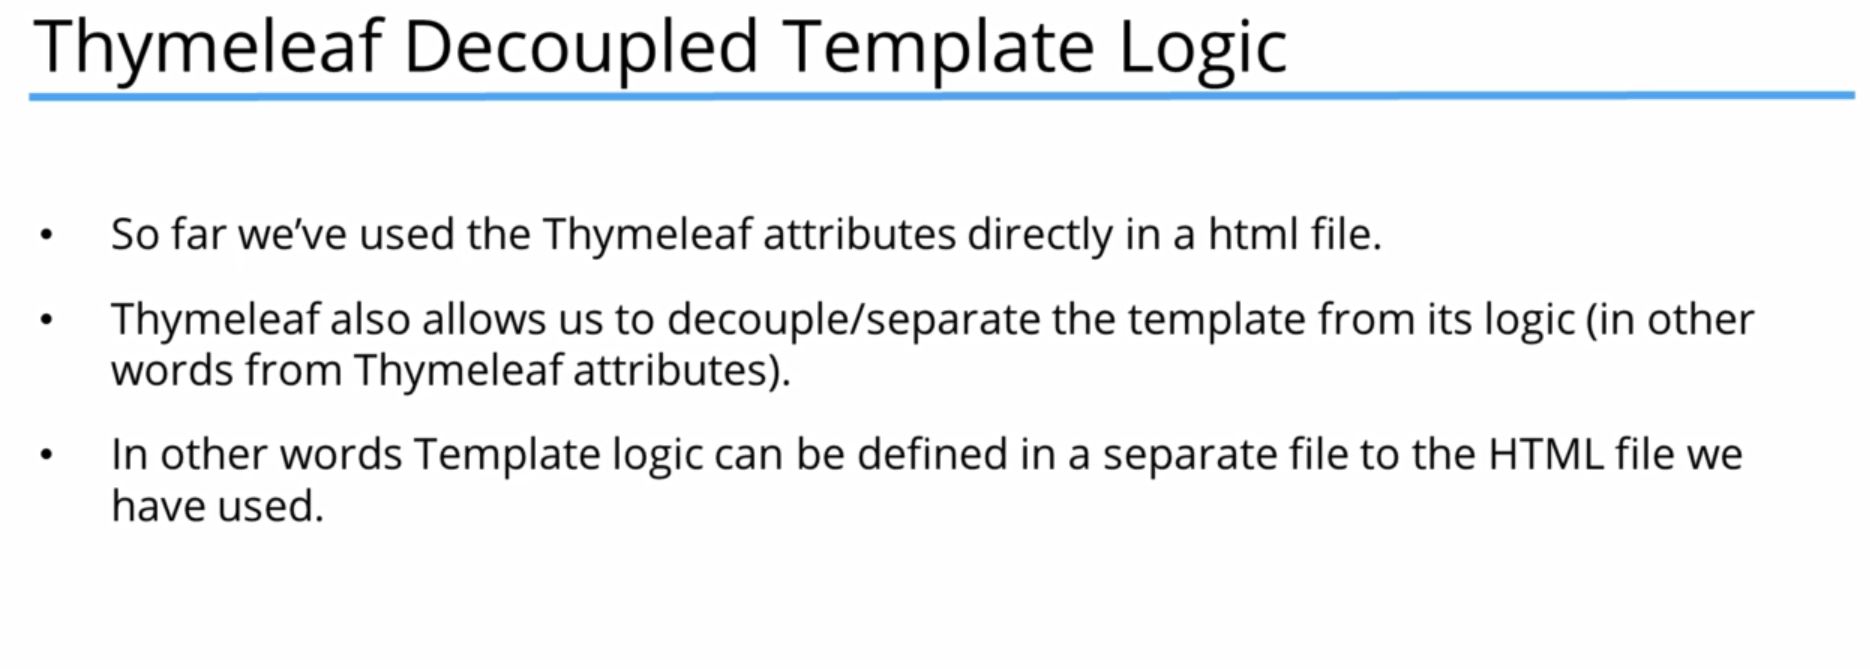 Thymeleaf Decoupled Template Logic
• So far we’ve used the Thymeleaf attributes directly in a html file.
• Thymeleaf also allows us to decouple/separate the template from its logic (in other
words from Thymeleaf attributes).
• In other words Template logic can be defined in a separate file to the HTML file we
have used.